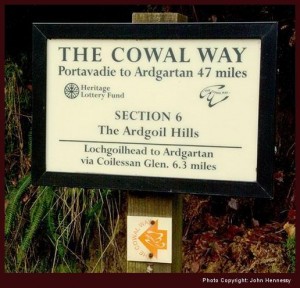 THE COWAL WAY
Portavadie to Ardgartan 47 miles
Heritage
Lottery Fund
SECTION 6
The Ardgoil Hills
Lochgoilhead to Ardgartan
via Coilessan Glen. 6.3 miles
COWAL WAY
Photo Copyright: John Hennessy